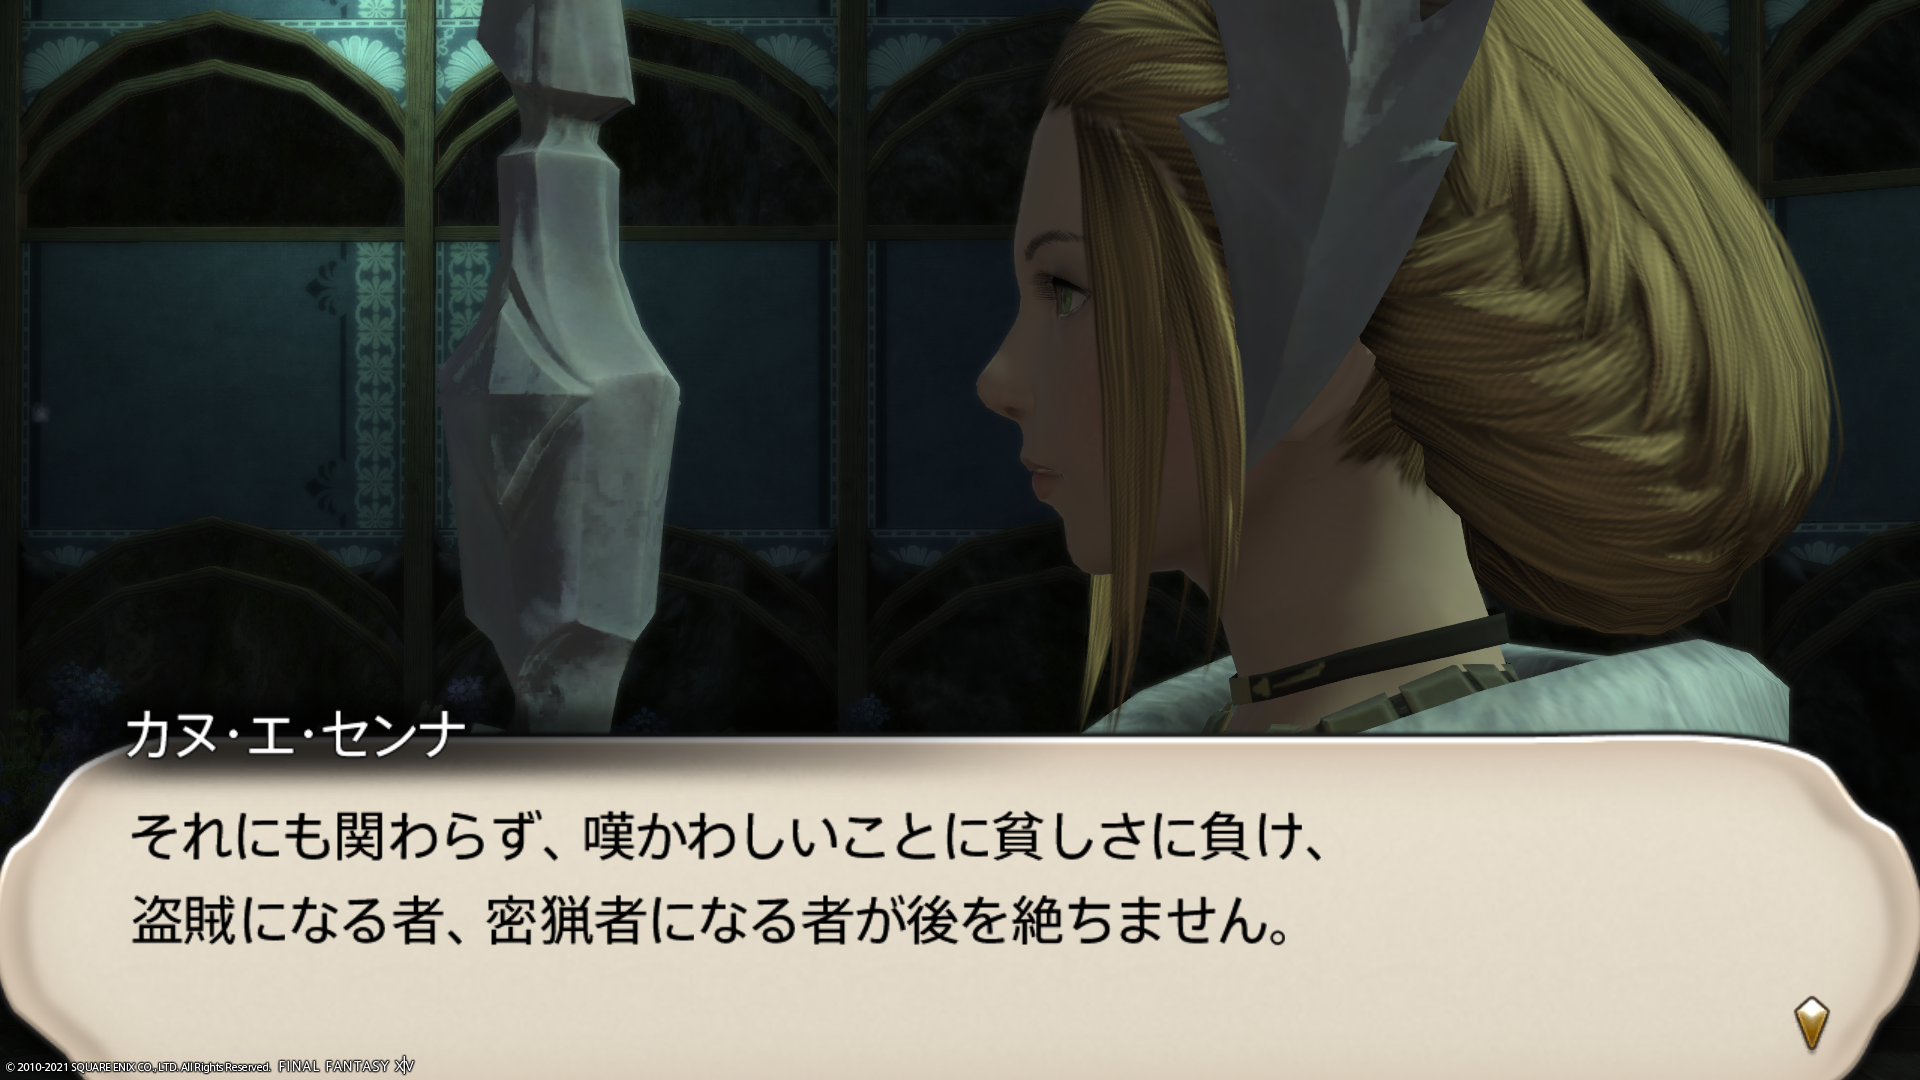 カヌ・エ・センナ
それにも関わらず、嘆かわしいことに貧しさに負け、
盗賊になる者、密猟者になる者が後を絶ちません。
© 2010-2021 SQUARE ENIX CO., LTD. All Rights Reserved. FINAL FANTASY XIV